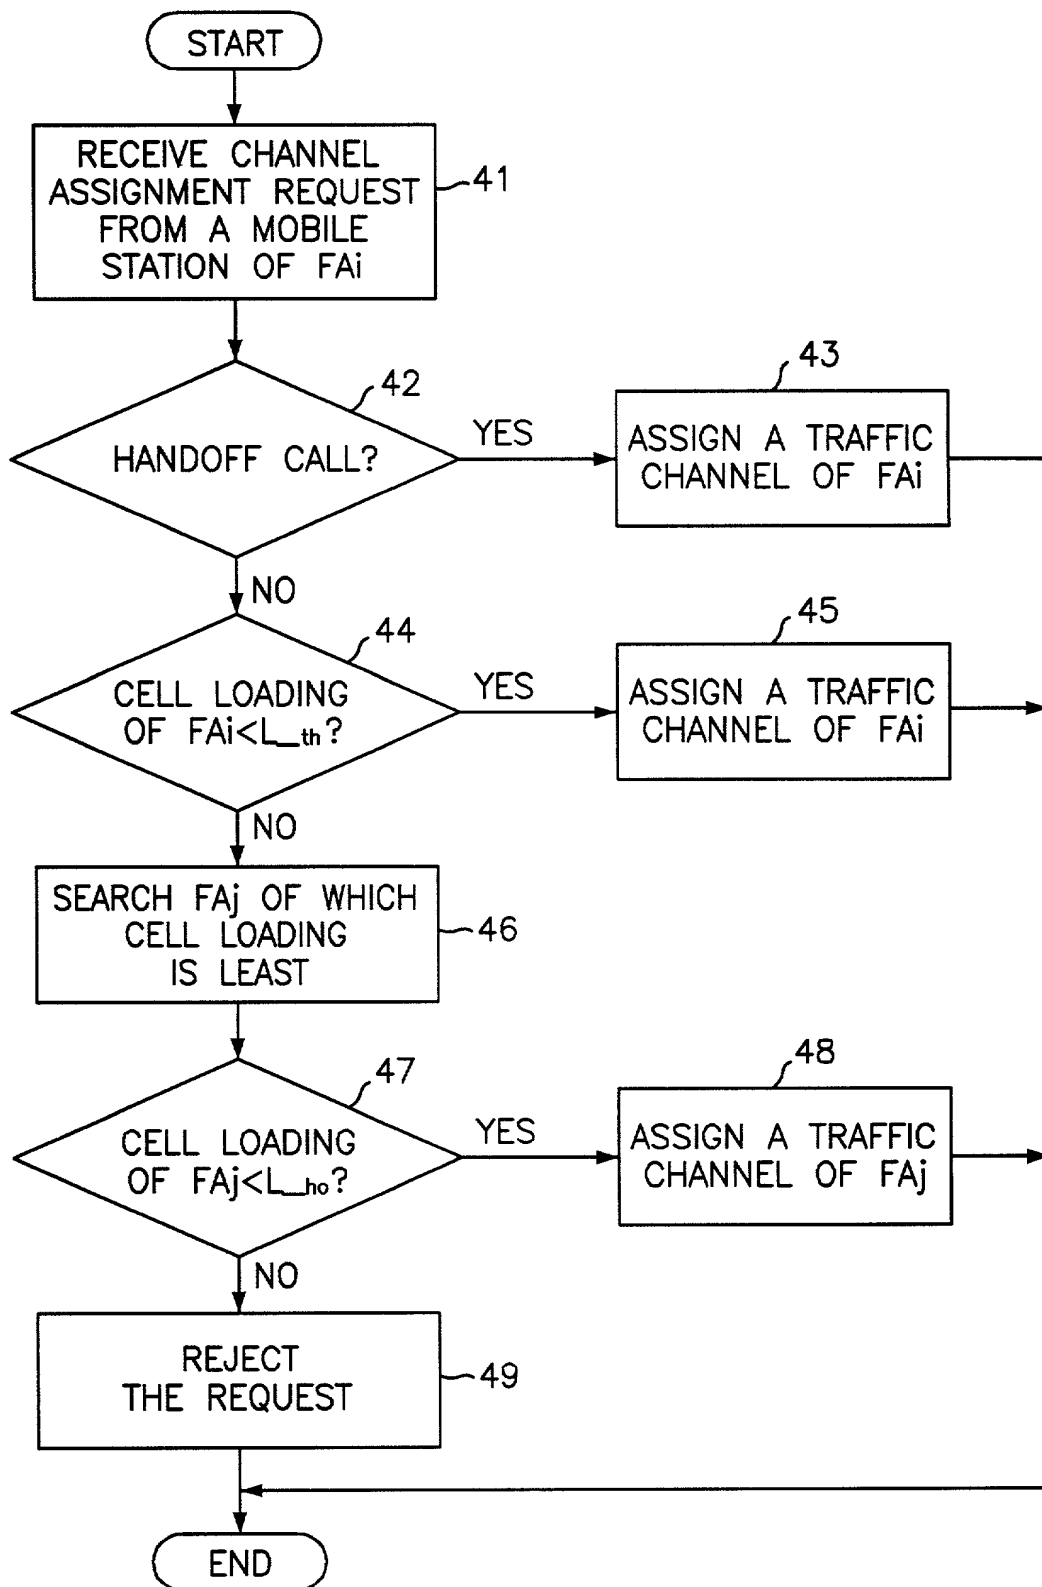 START
RECEIVE CHANNEL
ASSIGNMENT REQUEST
FROM A MOBILE
STATION OF FAi
41
42
HANDOFF CALL?
YES
43
ASSIGN A TRAFFIC
CHANNEL OF FAi
NO
44
CELL LOADING
OF FAi<L_th?
YES
45
ASSIGN A TRAFFIC
CHANNEL OF FAi
NO
SEARCH FAj OF WHICH
CELL LOADING
IS LEAST
46
47
CELL LOADING
OF FAj<L_ho?
YES
48
ASSIGN A TRAFFIC
CHANNEL OF FAj
NO
REJECT
THE REQUEST
49
END